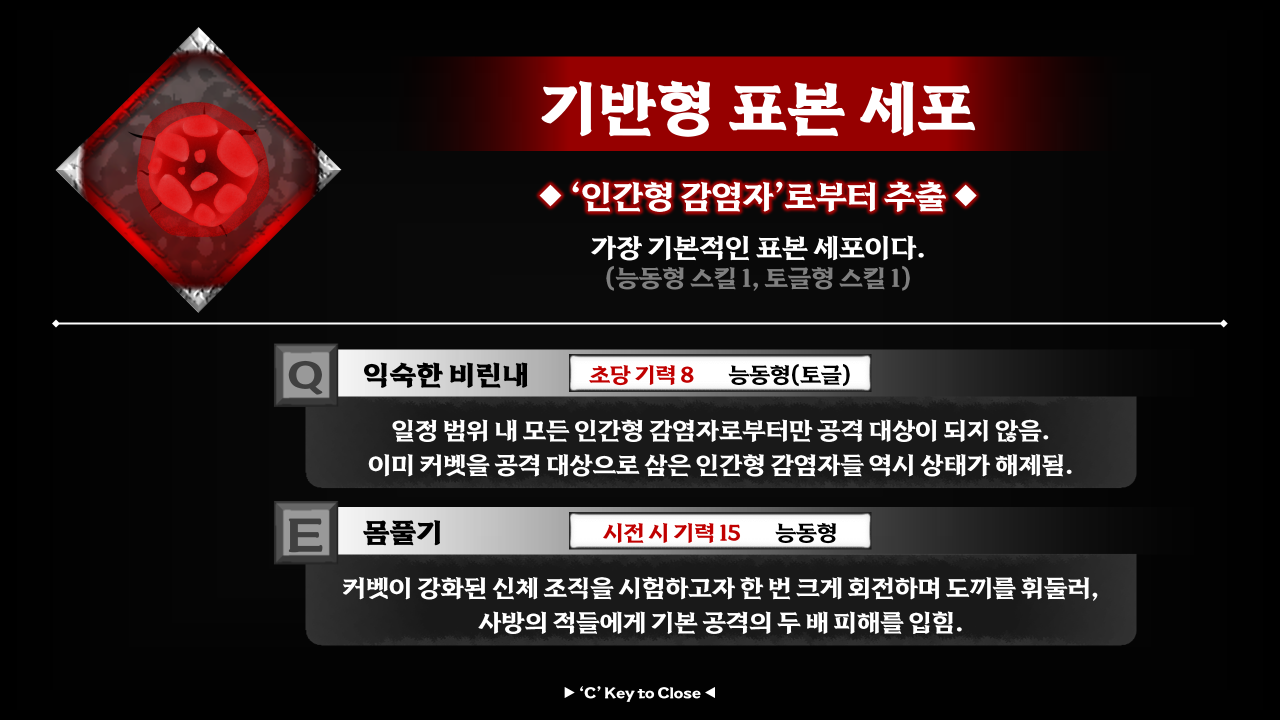 기반형 표본 세포
◆ ‘인간형 감염자’로부터 추출 ◆
가장 기본적인 표본 세포이다.
(능동형 스킬 1, 토글형 스킬 1)
Q 익숙한 비린내 초당 기력 8 능동형(토글)
일정 범위 내 모든 인간형 감염자로부터만 공격 대상이 되지 않음.
이미 커벳을 공격 대상으로 삼은 인간형 감염자들 역시 상태가 해제됨.
E 몸풀기 시전 시 기력 15 능동형
커벳이 강화된 신체 조직을 시험하고자 한 번 크게 회전하며 도끼를 휘둘러,
사방의 적들에게 기본 공격의 두 배 피해를 입힘.
▶ ‘C’ Key to Close ◀